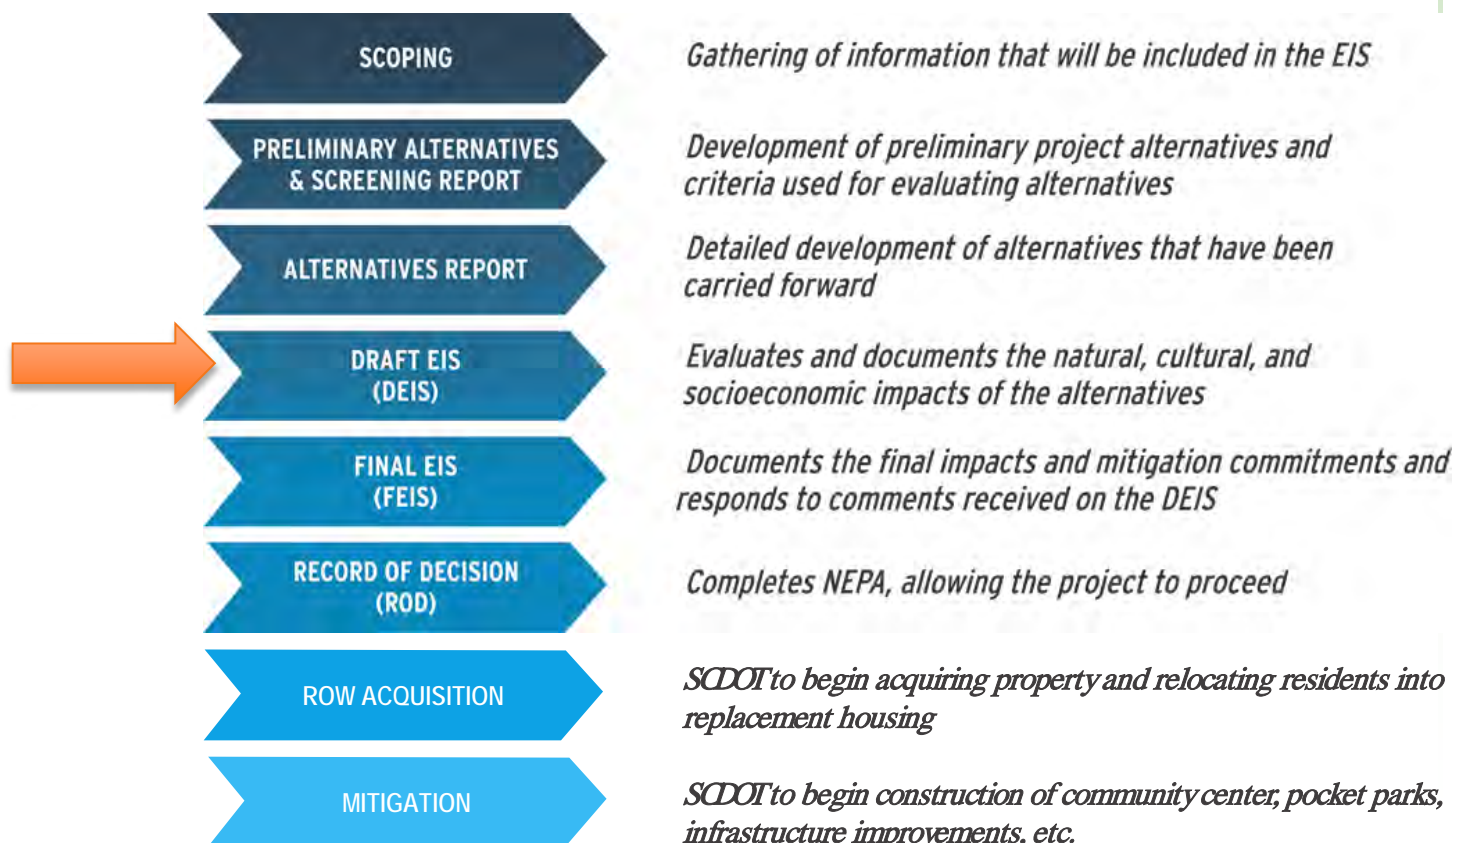 SCOPING
Gathering of information that will be included in the EIS
PRELIMINARY ALTERNATIVES
& SCREENING REPORT
Development of preliminary project alternatives and
criteria used for evaluating alternatives
ALTERNATIVES REPORT
Detailed development of alternatives that have been
carried forward
DRAFT EIS
(DEIS)
Evaluates and documents the natural, cultural, and
socioeconomic impacts of the alternatives
FINAL EIS
(FEIS)
Documents the final impacts and mitigation commitments and
responds to comments received on the DEIS
RECORD OF DECISION
(ROD)
Completes NEPA, allowing the project to proceed
ROW ACQUISITION
SCDOT to begin acquiring property and relocating residents into
replacement housing
MITIGATION
SCDOT to begin construction of community center, pocket parks,
infrastructure improvements, etc.